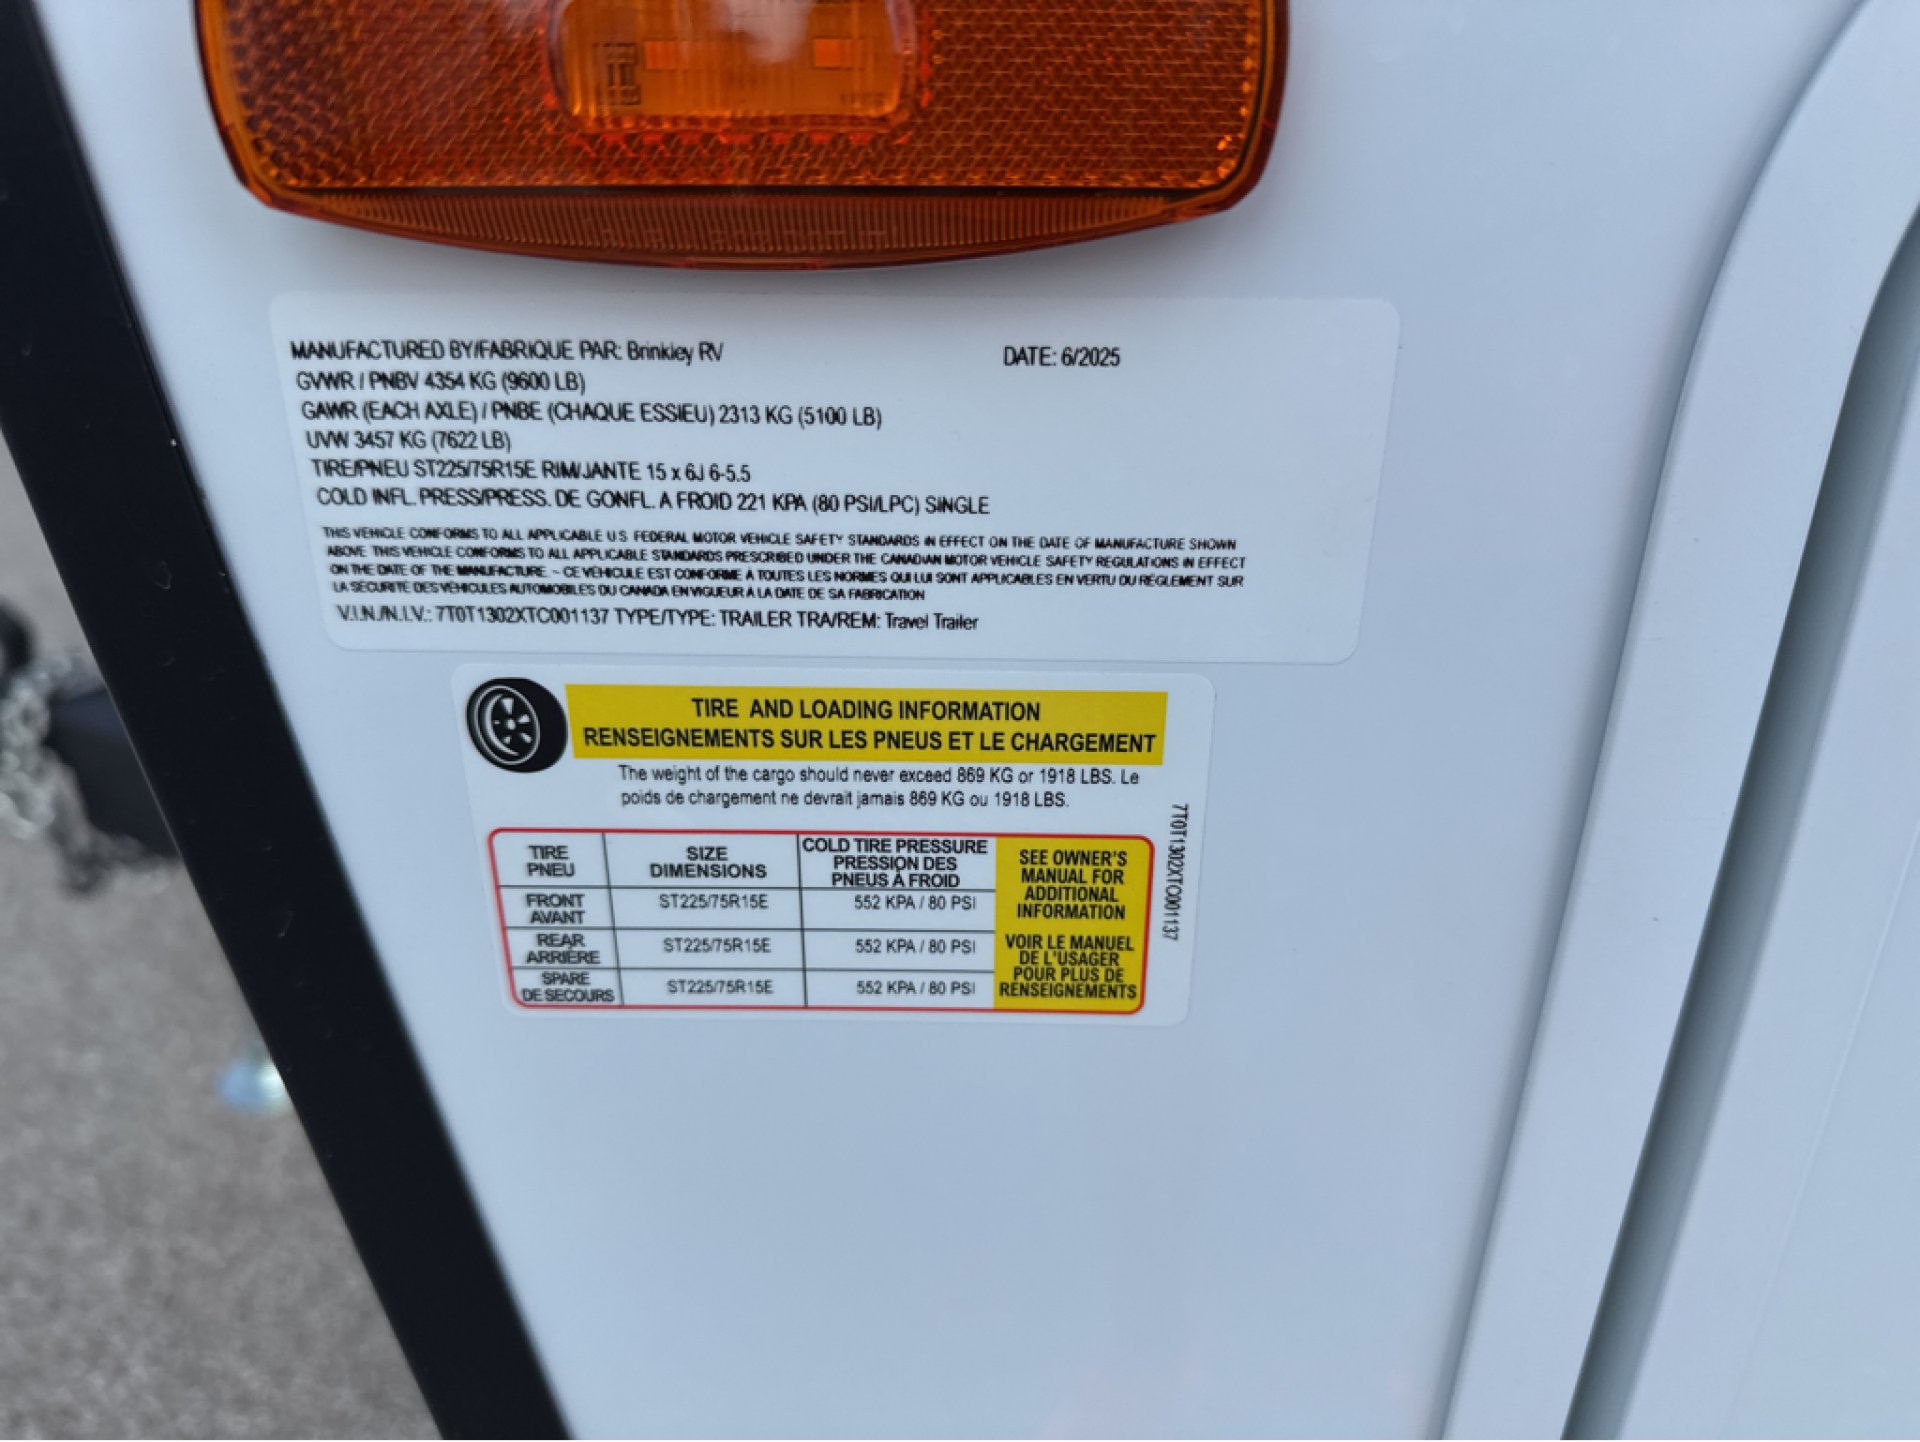 MANUFACTURED BY/FABRIQUE PAR: Brinkley RV DATE: 6/2025
GVWR / PNBV 4354 KG (9600 LB)
GAWR (EACH AXLE) / PNBE (CHAQUE ESSIEU) 2313 KG (5100 LB)
UVW 3457 KG (7622 LB)
TIRE/PNEU ST225/75R15E RIM/JANTE 15 x 6J 6-5.5
COLD INFL. PRESS/PRESS. DE GONFL. A FROID 221 KPA (80 PSI/LPC) SINGLE
THIS VEHICLE CONFORMS TO ALL APPLICABLE U.S. FEDERAL MOTOR VEHICLE SAFETY STANDARDS IN EFFECT ON THE DATE OF MANUFACTURE SHOWN
ABOVE THIS VEHICLE CONFORMS TO ALL APPLICABLE STANDARDS PRESCRIBED UNDER THE CANADIAN MOTOR VEHICLE SAFETY REGULATIONS IN EFFECT
ON THE DATE OF THE MANUFACTURE. - CE VÉHICULE EST CONFORME À TOUTES LES NORMES QUI LUI SONT APPLICABLES EN VERTU DU RÉGLEMENT SUR
LA SÉCURITÉ DES VÉHICULES AUTOMOBILES DU CANADA EN VIGUEUR À LA DATE DE SA FABRICATION
V.I.N./N.I.V.: 7T0T1302XTC001137 TYPE/TYPE: TRAILER TRA/REM: Travel Trailer
TIRE AND LOADING INFORMATION
RENSEIGNEMENTS SUR LES PNEUS ET LE CHARGEMENT
The weight of the cargo should never exceed 869 KG or 1918 LBS. Le
poids de chargement ne devrait jamais 869 KG ou 1918 LBS.
TIRE
PNEU
SIZE
DIMENSIONS
COLD TIRE PRESSURE
PRESSION DES
PNEUS À FROID
FRONT
AVANT
ST225/75R15E
552 KPA / 80 PSI
REAR
ARRIÈRE
ST225/75R15E
552 KPA / 80 PSI
SPARE
DE SECOURS
ST225/75R15E
552 KPA / 80 PSI
SEE OWNER'S
MANUAL FOR
ADDITIONAL
INFORMATION
VOIR LE MANUEL
DE L'USAGER
POUR PLUS DE
RENSEIGNEMENTS
7T0T1302XTC001137